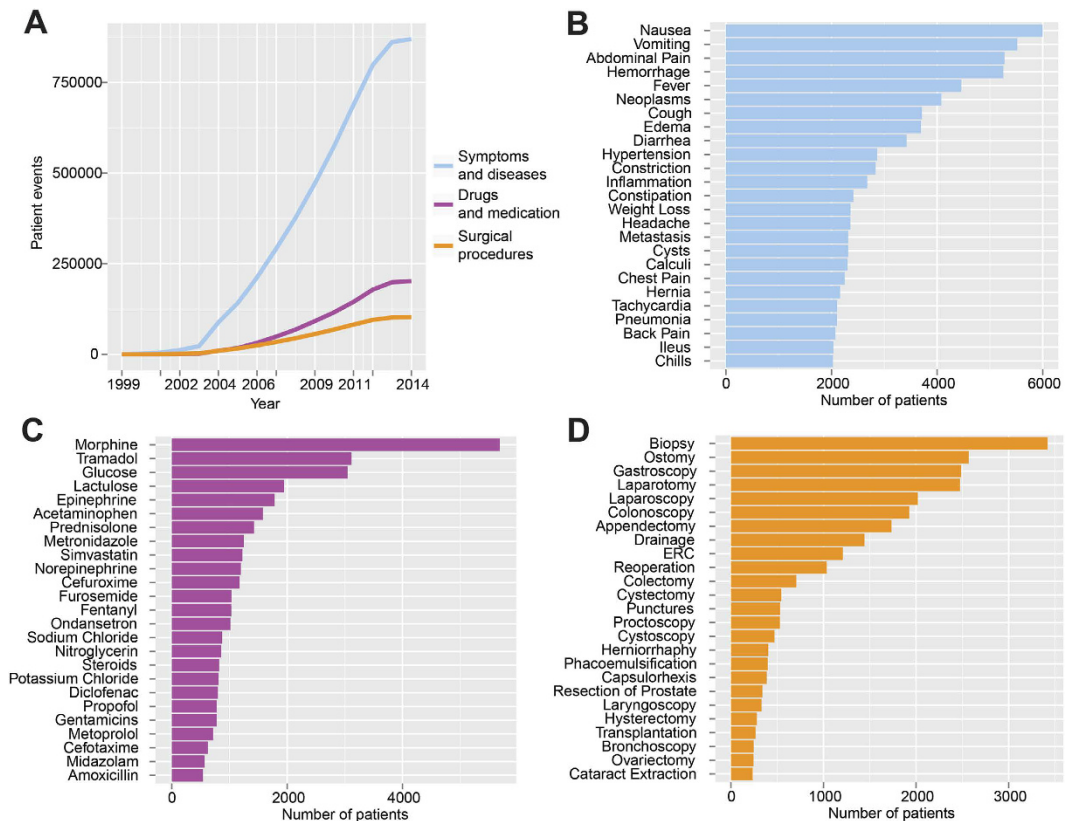 A
Patient events
750000
500000
250000
0
1999
2002
2004
2006
2009
2011
2014
Year
Symptoms
and diseases
Drugs
and medication
Surgical
procedures
B
Nausea
Vomiting
Abdominal Pain
Hemorrhage
Fever
Neoplasms
Cough
Edema
Diarrhea
Hypertension
Constriction
Inflammation
Constipation
Weight Loss
Headache
Metastasis
Cysts
Calculi
Chest Pain
Hernia
Tachycardia
Pneumonia
Back Pain
Ileus
Chills
0
2000
4000
6000
Number of patients
C
Morphine
Tramadol
Glucose
Lactulose
Epinephrine
Acetaminophen
Prednisolone
Metronidazole
Simvastatin
Norepinephrine
Cefuroxime
Furosemide
Fentanyl
Ondansetron
Sodium Chloride
Nitroglycerin
Steroids
Potassium Chloride
Diclofenac
Propofol
Gentamicins
Metoprolol
Cefotaxime
Midazolam
Amoxicillin
0
2000
4000
Number of patients
D
Biopsy
Ostomy
Gastroscopy
Laparotomy
Laparoscopy
Colonoscopy
Appendectomy
Drainage
ERC
Reoperation
Colectomy
Cystectomy
Punctures
Proctoscopy
Cystoscopy
Herniorrhaphy
Phacoemulsification
Capsulorhexis
Resection of Prostate
Laryngoscopy
Hysterectomy
Transplantation
Bronchoscopy
Ovariectomy
Cataract Extraction
0
1000
2000
3000
Number of patients